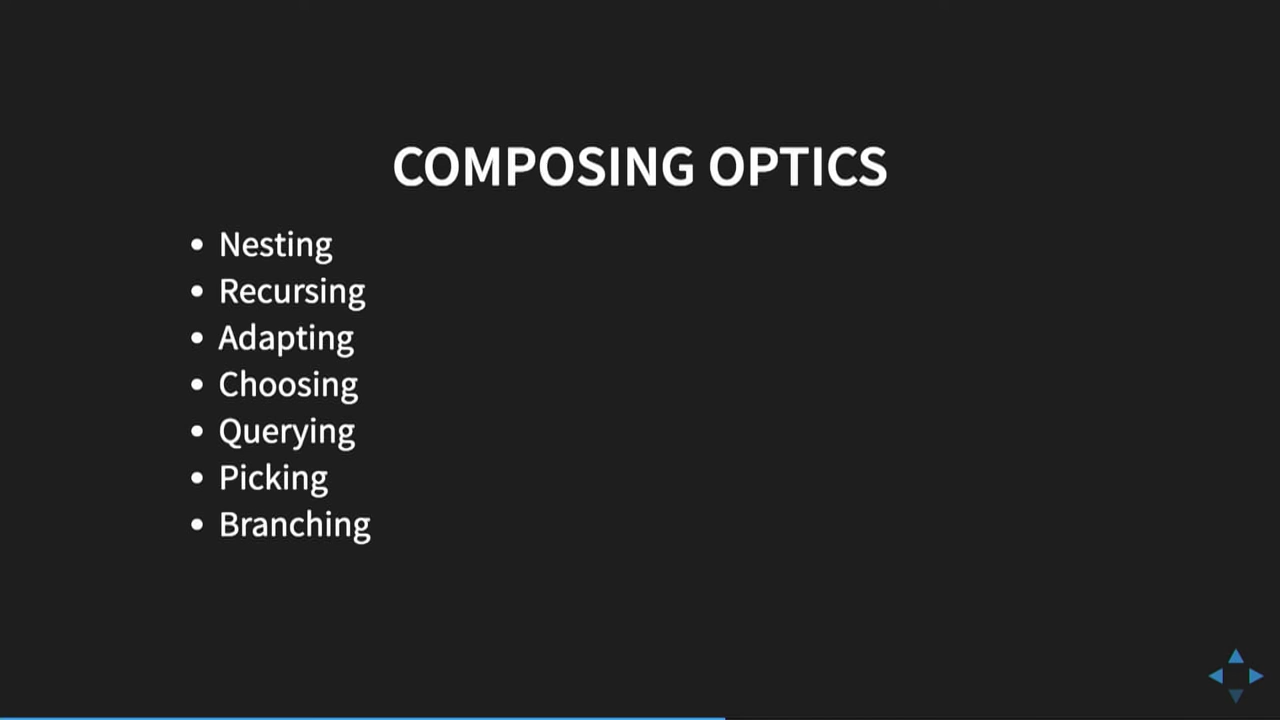 COMPOSING OPTICS
Nesting
Recursing
Adapting
Choosing
Querying
Picking
Branching